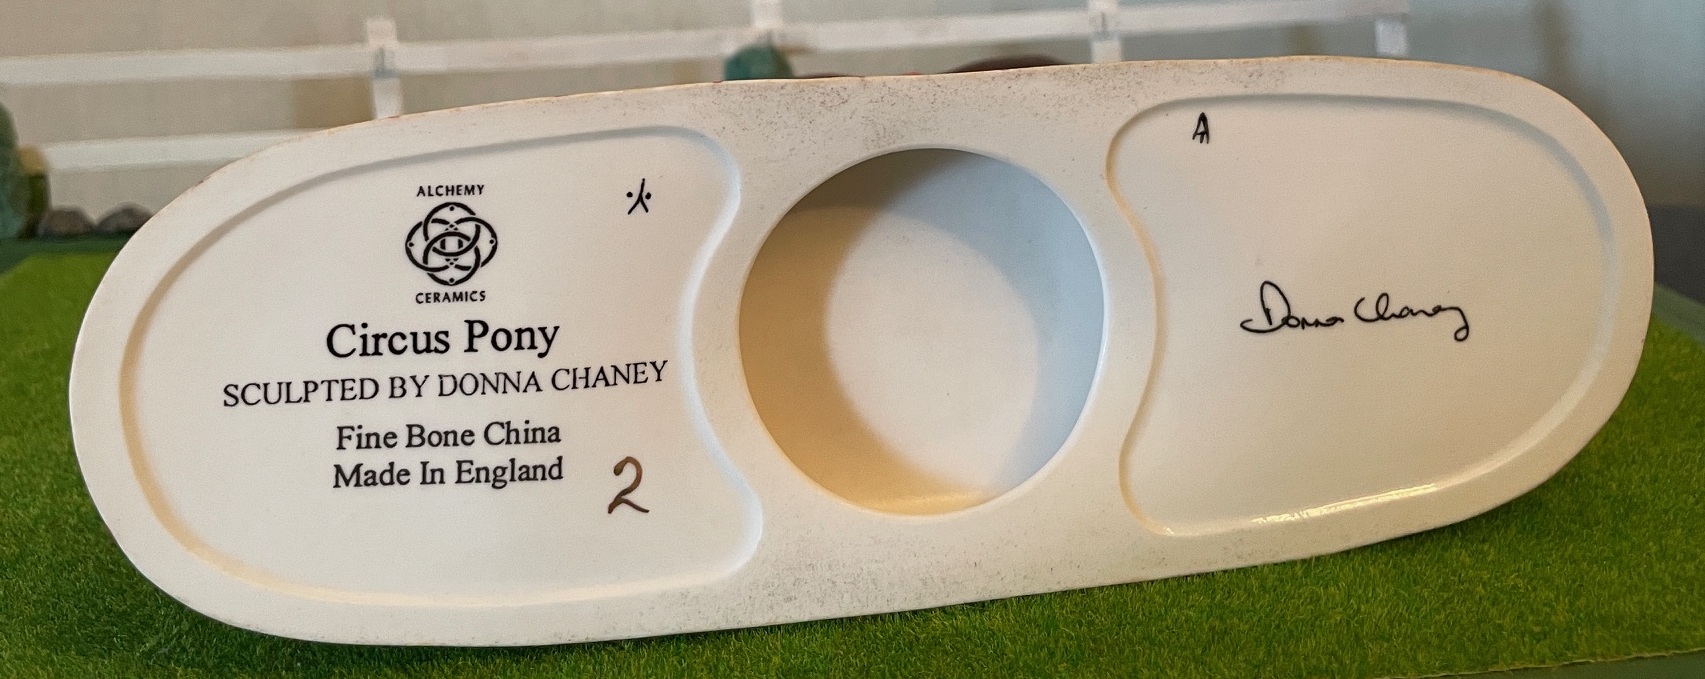 ALCHEMY
CERAMICS
Circus Pony
SCULPTED BY DONNA CHANEY
Fine Bone China
Made In England
2
A
Donna Chaney